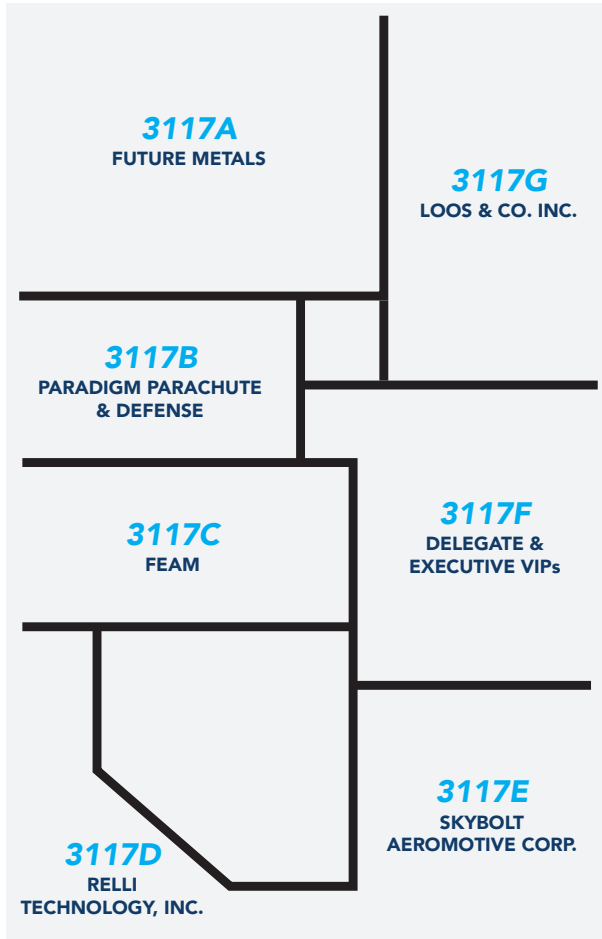 3117A
FUTURE METALS
3117G
LOOS & CO. INC.
3117B
PARADIGM PARACHUTE
& DEFENSE
3117C
FEAM
3117F
DELEGATE &
EXECUTIVE VIPs
3117D
RELLI
TECHNOLOGY, INC.
3117E
SKYBOLT
AEROMOTIVE CORP.